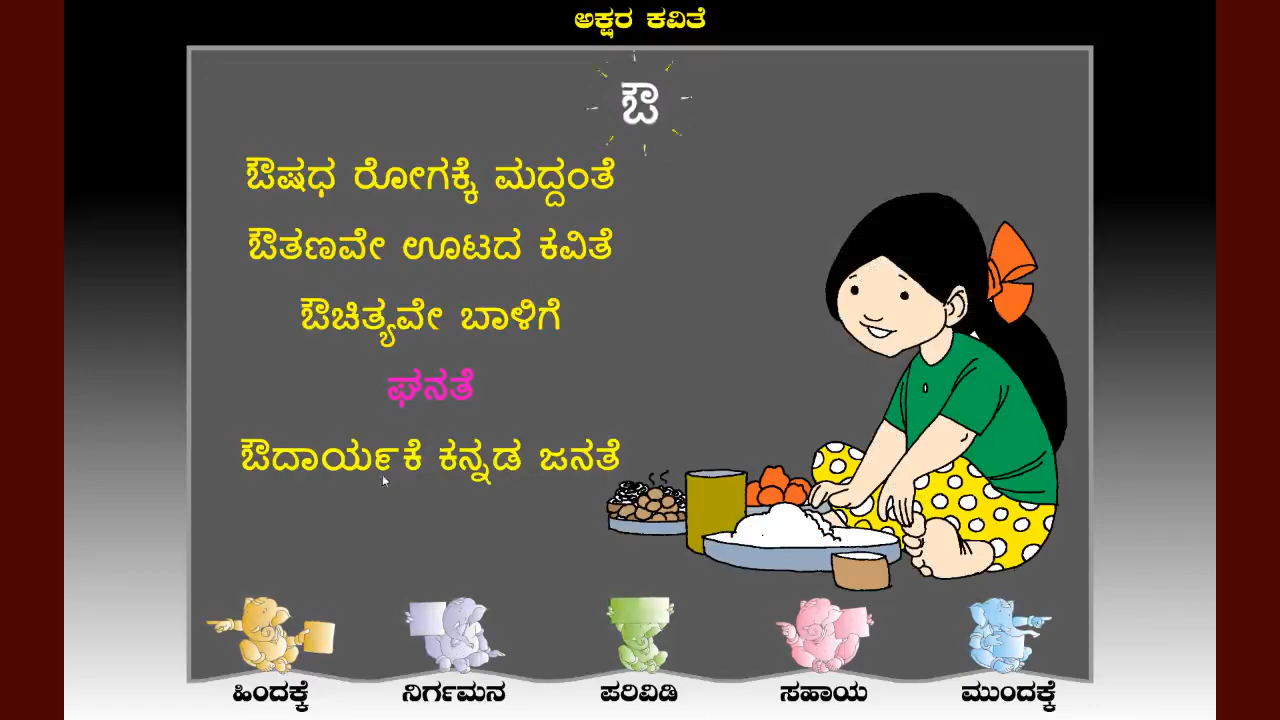 ಅಕ್ಷರ ಕವಿತೆ
ಔ
ಔಷಧ ರೋಗಕ್ಕೆ ಮದ್ದಂತೆ
ಔತಣವೇ ಊಟದ ಕವಿತೆ
ಔಚಿತ್ಯವೇ ಬಾಳಿಗೆ
ಘನತೆ
ಔದಾರ್ಯಕೆ ಕನ್ನಡ ಜನತೆ
ಹಿಂದಕ್ಕೆ ನಿರ್ಗಮನ ಪರಿವಿಡಿ ಸಹಾಯ ಮುಂದಕ್ಕೆ